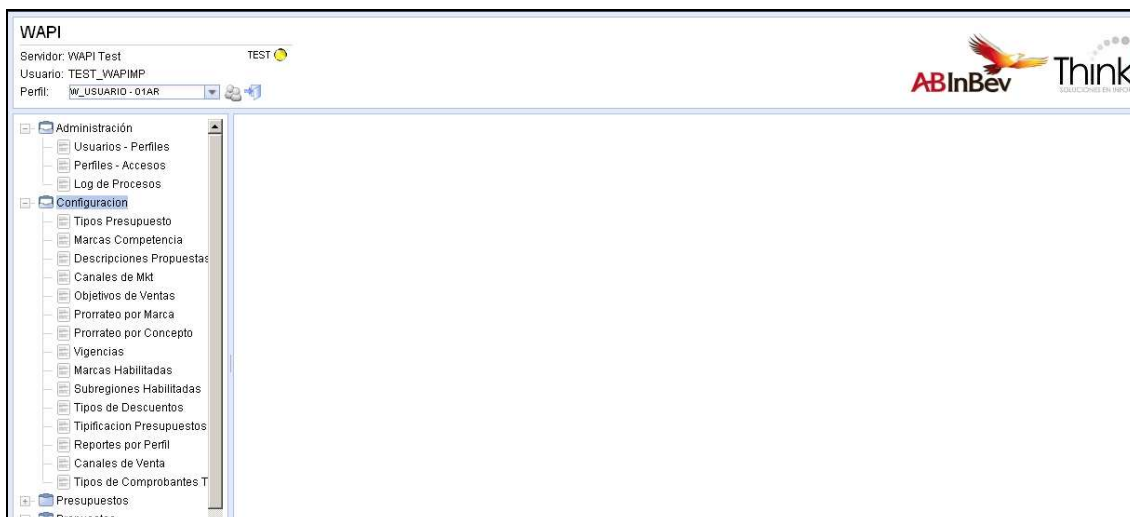 WAPI
Servidor: WAPI Test TEST
Usuario: TEST_WAPIMP
Perfil: W_USUARIO - 01AR
ABInBev
Think
SOLUCIONES EN INFOR
Administración
Usuarios - Perfiles
Perfiles - Accesos
Log de Procesos
Configuracion
Tipos Presupuesto
Marcas Competencia
Descripciones Propuestas
Canales de Mkt
Objetivos de Ventas
Prorrateo por Marca
Prorrateo por Concepto
Vigencias
Marcas Habilitadas
Subregiones Habilitadas
Tipos de Descuentos
Tipificacion Presupuestos
Reportes por Perfil
Canales de Venta
Tipos de Comprobantes T
Presupuestos